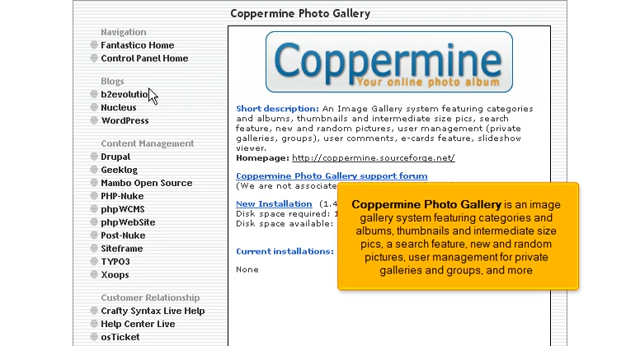 Coppermine Photo Gallery
Navigation
Fantastico Home
Control Panel Home
Blogs
b2evolution
Nucleus
WordPress
Content Management
Drupal
Geeklog
Mambo Open Source
PHP-Nuke
phpWCMS
phpWebSite
Post-Nuke
Siteframe
TYPO3
Xoops
Customer Relationship
Crafty Syntax Live Help
Help Center Live
osTicket
Coppermine
Your online photo album
Short description: An Image Gallery system featuring categories
and albums, thumbnails and intermediate size pics, search
feature, new and random pictures, user management (private
galleries, groups), user comments, e-cards feature, slideshow
viewer.
Homepage: http://coppermine.sourceforge.net/
Coppermine Photo Gallery support forum
(We are not associate
New Installation (1.4
Disk space required: 1
Disk space available:
Current installations:
None
Coppermine Photo Gallery is an image
gallery system featuring categories and
albums, thumbnails and intermediate size
pics, a search feature, new and random
pictures, user management for private
galleries and groups, and more